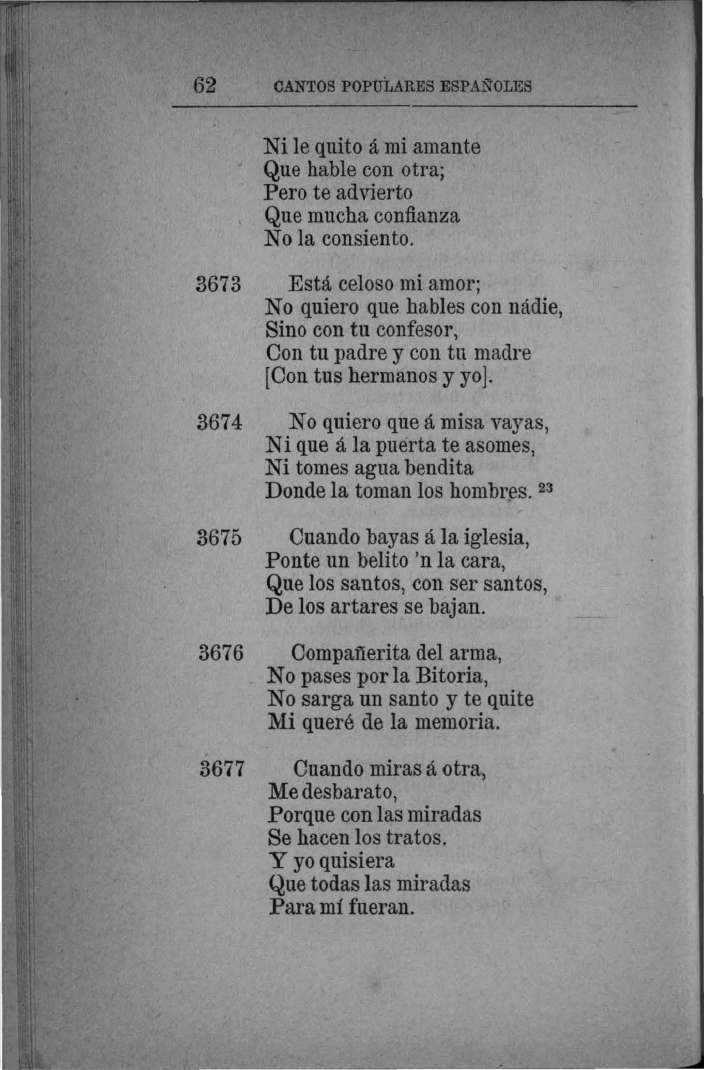 62 CANTOS POPULARES ESPAÑOLES
Ni le quito á mi amante
Que hable con otra;
Pero te advierto
Que mucha confianza
No la consiento.
3673 Está celoso mi amor;
No quiero que hables con nádie,
Sino con tu confesor,
Con tu padre y con tu madre
[Con tus hermanos y yo].
3674 No quiero que á misa vayas,
Ni que á la puerta te asomes,
Ni tomes agua bendita
Donde la toman los hombres. 23
3675 Cuando bayas á la iglesia,
Ponte un belito 'n la cara,
Que los santos, con ser santos,
De los artares se bajan.
3676 Compañerita del arma,
No pases por la Bitoria,
No sarga un santo y te quite
Mi queré de la memoria.
3677 Cuando miras á otra,
Me desbarato,
Porque con las miradas
Se hacen los tratos.
Y yo quisiera
Que todas las miradas
Para mí fueran.